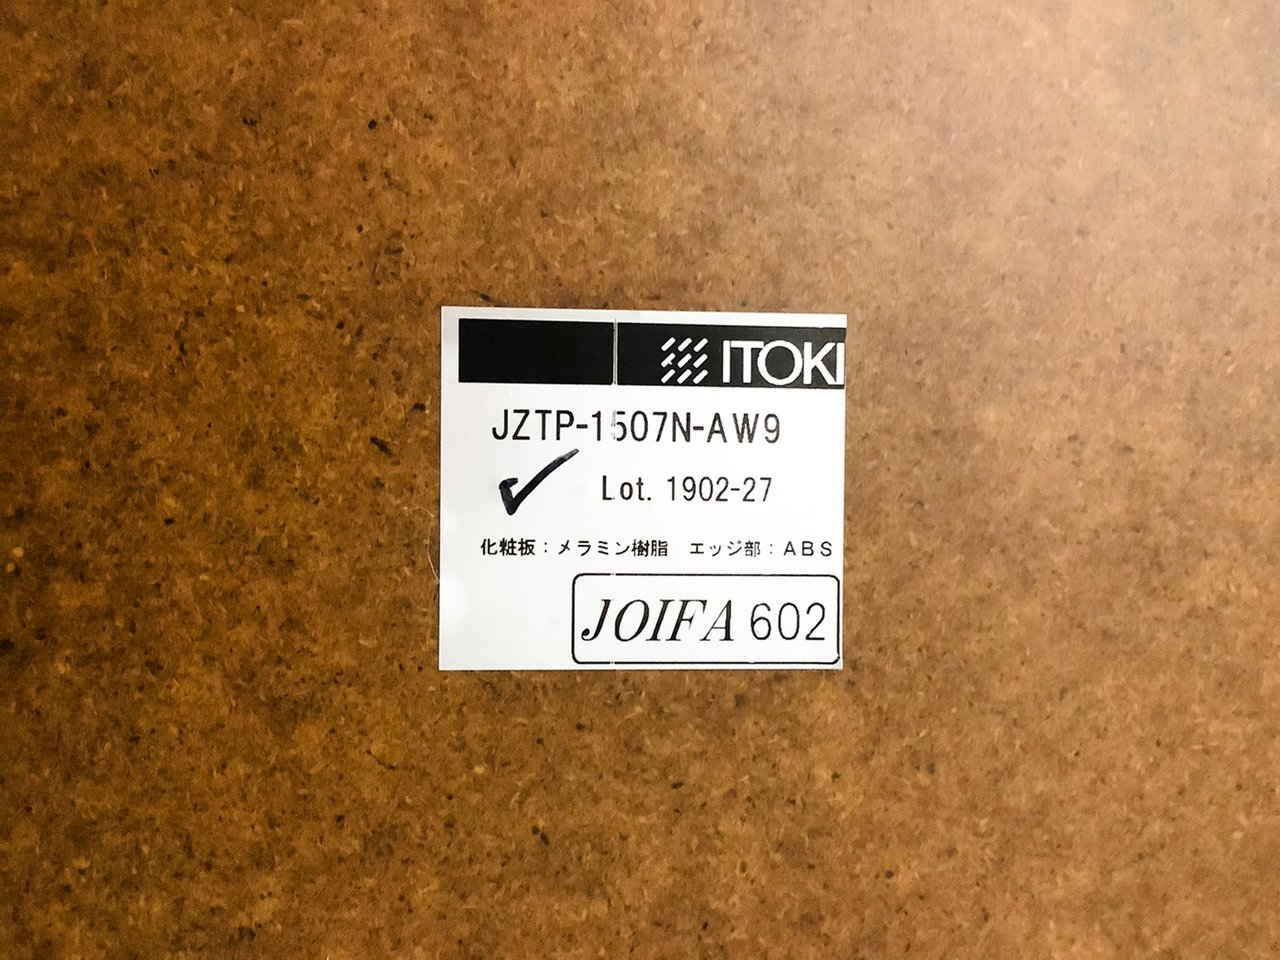 ITOKI
JZTP-1507N-AW9
Lot. 1902-27
化粧板：メラミン樹脂　エッジ部：ABS
JOIFA 602